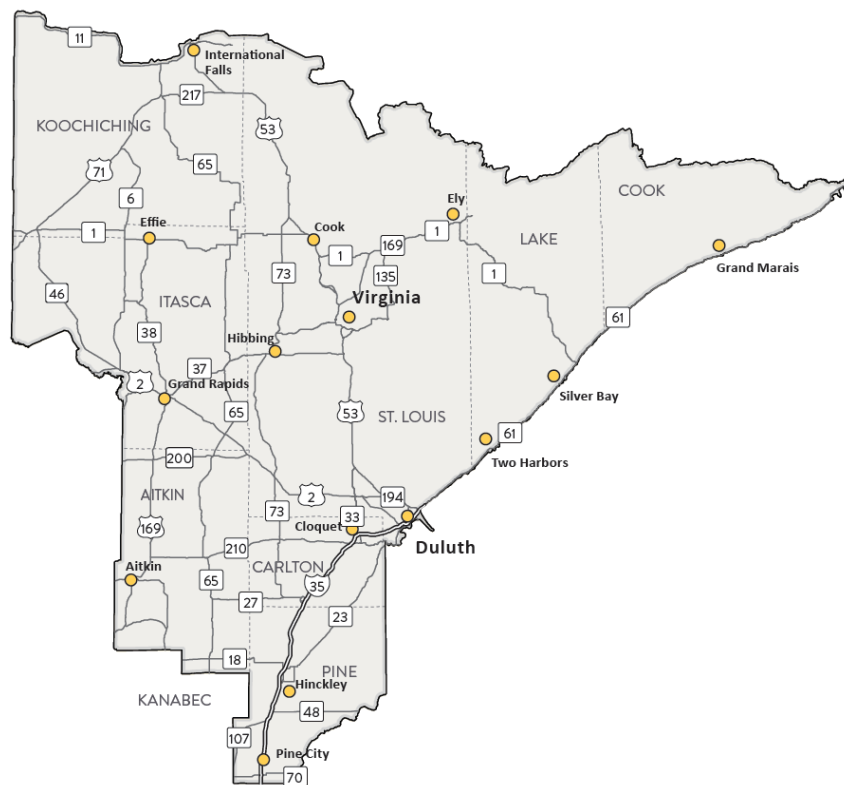 11
International
Falls
217
KOOCHICHING
53
65
71
6
Ely
COOK
1
Effie
Cook
1
169
1
LAKE
Grand Marais
73
135
1
46
ITASCA
Virginia
61
38
Hibbing
37
2
Grand Rapids
Silver Bay
65
53
ST. LOUIS
61
200
Two Harbors
AITKIN
2
194
73
33
169
Cloquet
210
Duluth
Aitkin
65
CARLTON
35
27
23
18
PINE
KANABEC
Hinckley
48
107
Pine City
70